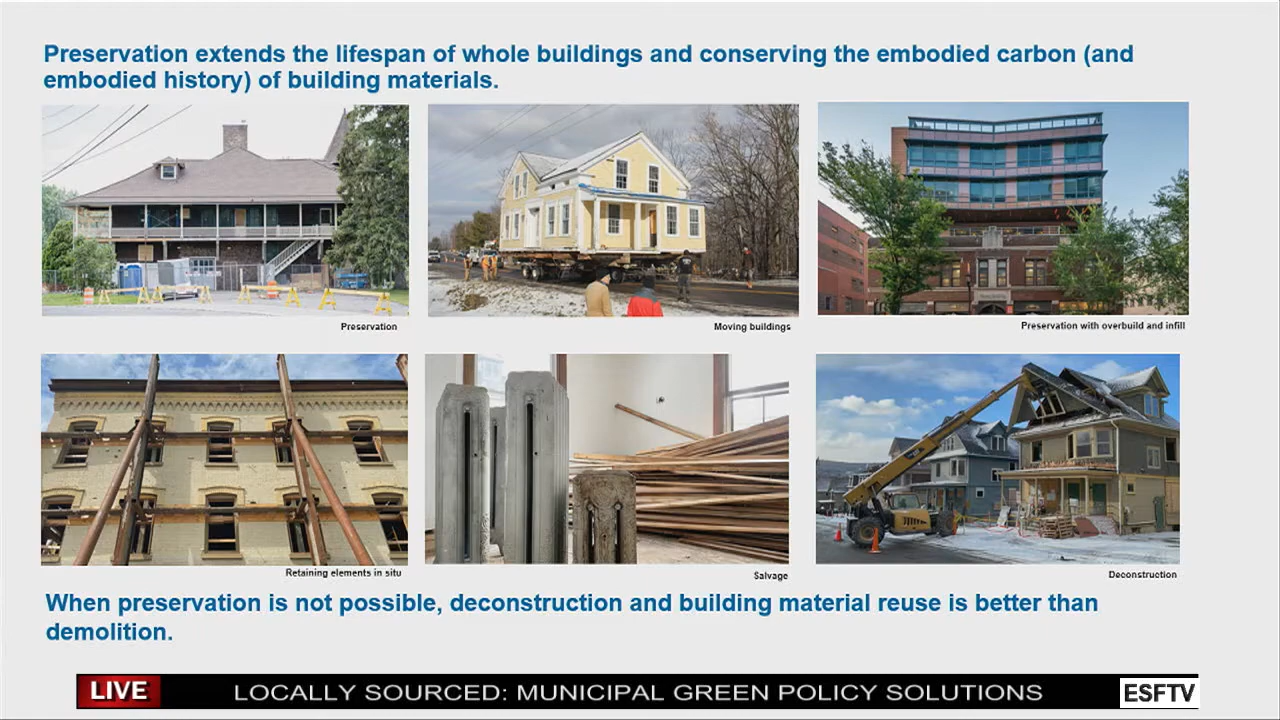 Preservation extends the lifespan of whole buildings and conserving the embodied carbon (and
embodied history) of building materials.
Preservation
Moving buildings
Preservation with overbuild and infill
Retaining elements in situ
Salvage
Deconstruction
When preservation is not possible, deconstruction and building material reuse is better than
demolition.
LIVE
LOCALLY SOURCED: MUNICIPAL GREEN POLICY SOLUTIONS
ESFTV